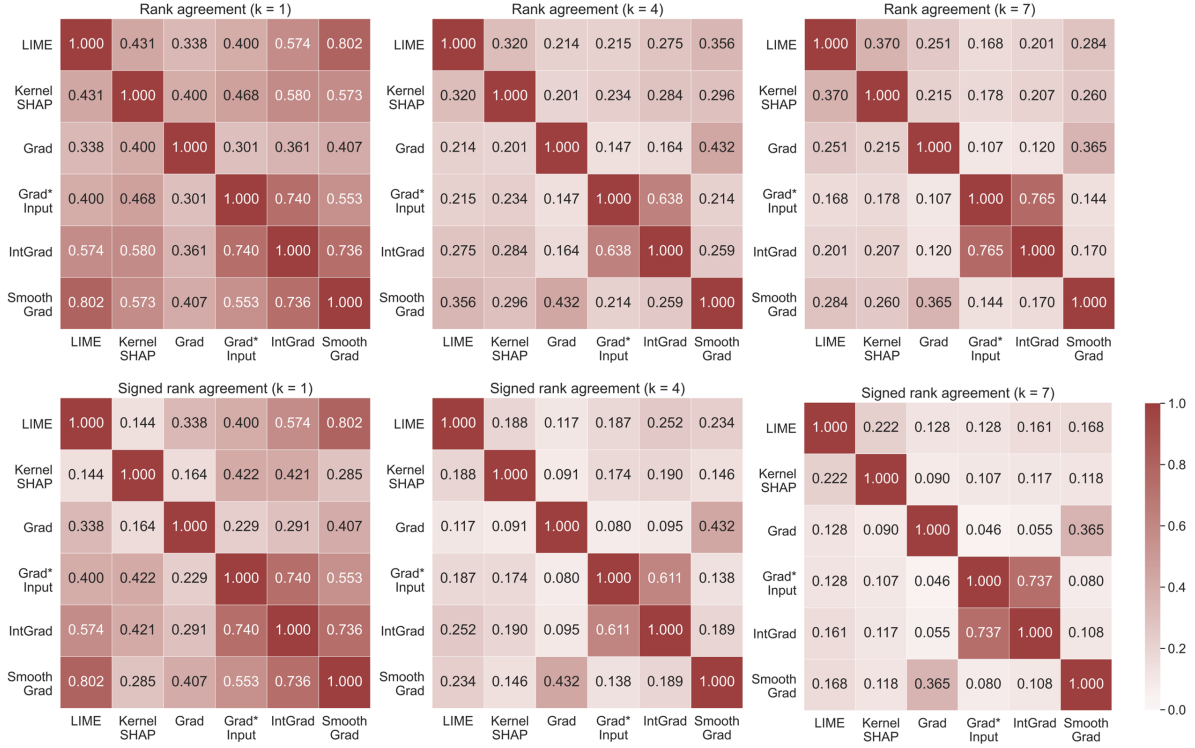 Rank agreement (k = 1)
LIME 1.000 0.431 0.338 0.400 0.574 0.802
Kernel
SHAP
0.431 1.000 0.400 0.468 0.580 0.573
Grad 0.338 0.400 1.000 0.301 0.361 0.407
Grad*
Input
0.400 0.468 0.301 1.000 0.740 0.553
IntGrad 0.574 0.580 0.361 0.740 1.000 0.736
Smooth
Grad
0.802 0.573 0.407 0.553 0.736 1.000
LIME Kernel Grad Grad* IntGrad Smooth
SHAP Input Grad
Rank agreement (k = 4)
LIME 1.000 0.320 0.214 0.215 0.275 0.356
Kernel
SHAP
0.320 1.000 0.201 0.234 0.284 0.296
Grad 0.214 0.201 1.000 0.147 0.164 0.432
Grad*
Input
0.215 0.234 0.147 1.000 0.638 0.214
IntGrad 0.275 0.284 0.164 0.638 1.000 0.259
Smooth
Grad
0.356 0.296 0.432 0.214 0.259 1.000
LIME Kernel Grad Grad* IntGrad Smooth
SHAP Input Grad
Rank agreement (k = 7)
LIME 1.000 0.370 0.251 0.168 0.201 0.284
Kernel
SHAP
0.370 1.000 0.215 0.178 0.207 0.260
Grad 0.251 0.215 1.000 0.107 0.120 0.365
Grad*
Input
0.168 0.178 0.107 1.000 0.765 0.144
IntGrad 0.201 0.207 0.120 0.765 1.000 0.170
Smooth
Grad
0.284 0.260 0.365 0.144 0.170 1.000
LIME Kernel Grad Grad* IntGrad Smooth
SHAP Input Grad
Signed rank agreement (k = 1)
LIME 1.000 0.144 0.338 0.400 0.574 0.802
Kernel
SHAP
0.144 1.000 0.164 0.422 0.421 0.285
Grad 0.338 0.164 1.000 0.229 0.291 0.407
Grad*
Input
0.400 0.422 0.229 1.000 0.740 0.553
IntGrad 0.574 0.421 0.291 0.740 1.000 0.736
Smooth
Grad
0.802 0.285 0.407 0.553 0.736 1.000
LIME Kernel Grad Grad* IntGrad Smooth
SHAP Input Grad
Signed rank agreement (k = 4)
LIME 1.000 0.188 0.117 0.187 0.252 0.234
Kernel
SHAP
0.188 1.000 0.091 0.174 0.190 0.146
Grad 0.117 0.091 1.000 0.080 0.095 0.432
Grad*
Input
0.187 0.174 0.080 1.000 0.611 0.138
IntGrad 0.252 0.190 0.095 0.611 1.000 0.189
Smooth
Grad
0.234 0.146 0.432 0.138 0.189 1.000
LIME Kernel Grad Grad* IntGrad Smooth
SHAP Input Grad
Signed rank agreement (k = 7)
LIME 1.000 0.222 0.128 0.128 0.161 0.168
Kernel
SHAP
0.222 1.000 0.090 0.107 0.117 0.118
Grad 0.128 0.090 1.000 0.046 0.055 0.365
Grad*
Input
0.128 0.107 0.046 1.000 0.737 0.080
IntGrad 0.161 0.117 0.055 0.737 1.000 0.108
Smooth
Grad
0.168 0.118 0.365 0.080 0.108 1.000
LIME Kernel Grad Grad* IntGrad Smooth
SHAP Input Grad
1.0
0.8
0.6
0.4
0.2
0.0